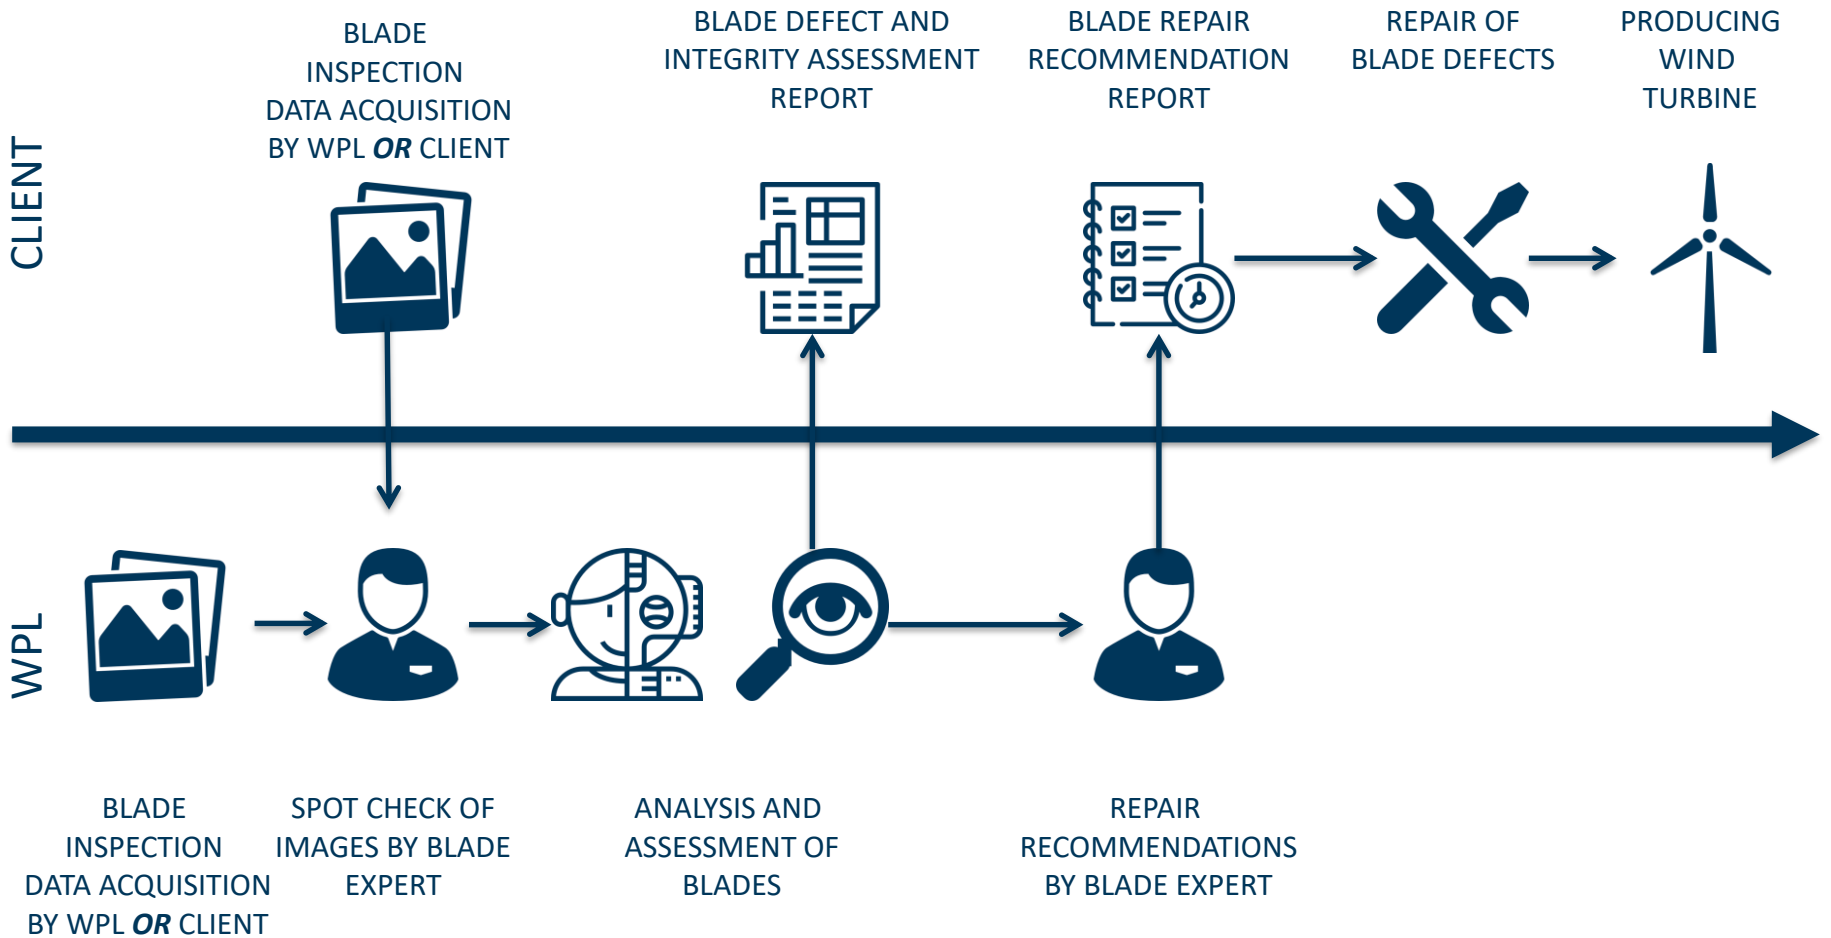 CLIENT
BLADE
INSPECTION
DATA ACQUISITION
BY WPL OR CLIENT
BLADE DEFECT AND
INTEGRITY ASSESSMENT
REPORT
BLADE REPAIR
RECOMMENDATION
REPORT
REPAIR OF
BLADE DEFECTS
PRODUCING
WIND
TURBINE
WPL
BLADE
INSPECTION
DATA ACQUISITION
BY WPL OR CLIENT
SPOT CHECK OF
IMAGES BY BLADE
EXPERT
ANALYSIS AND
ASSESSMENT OF
BLADES
REPAIR
RECOMMENDATIONS
BY BLADE EXPERT